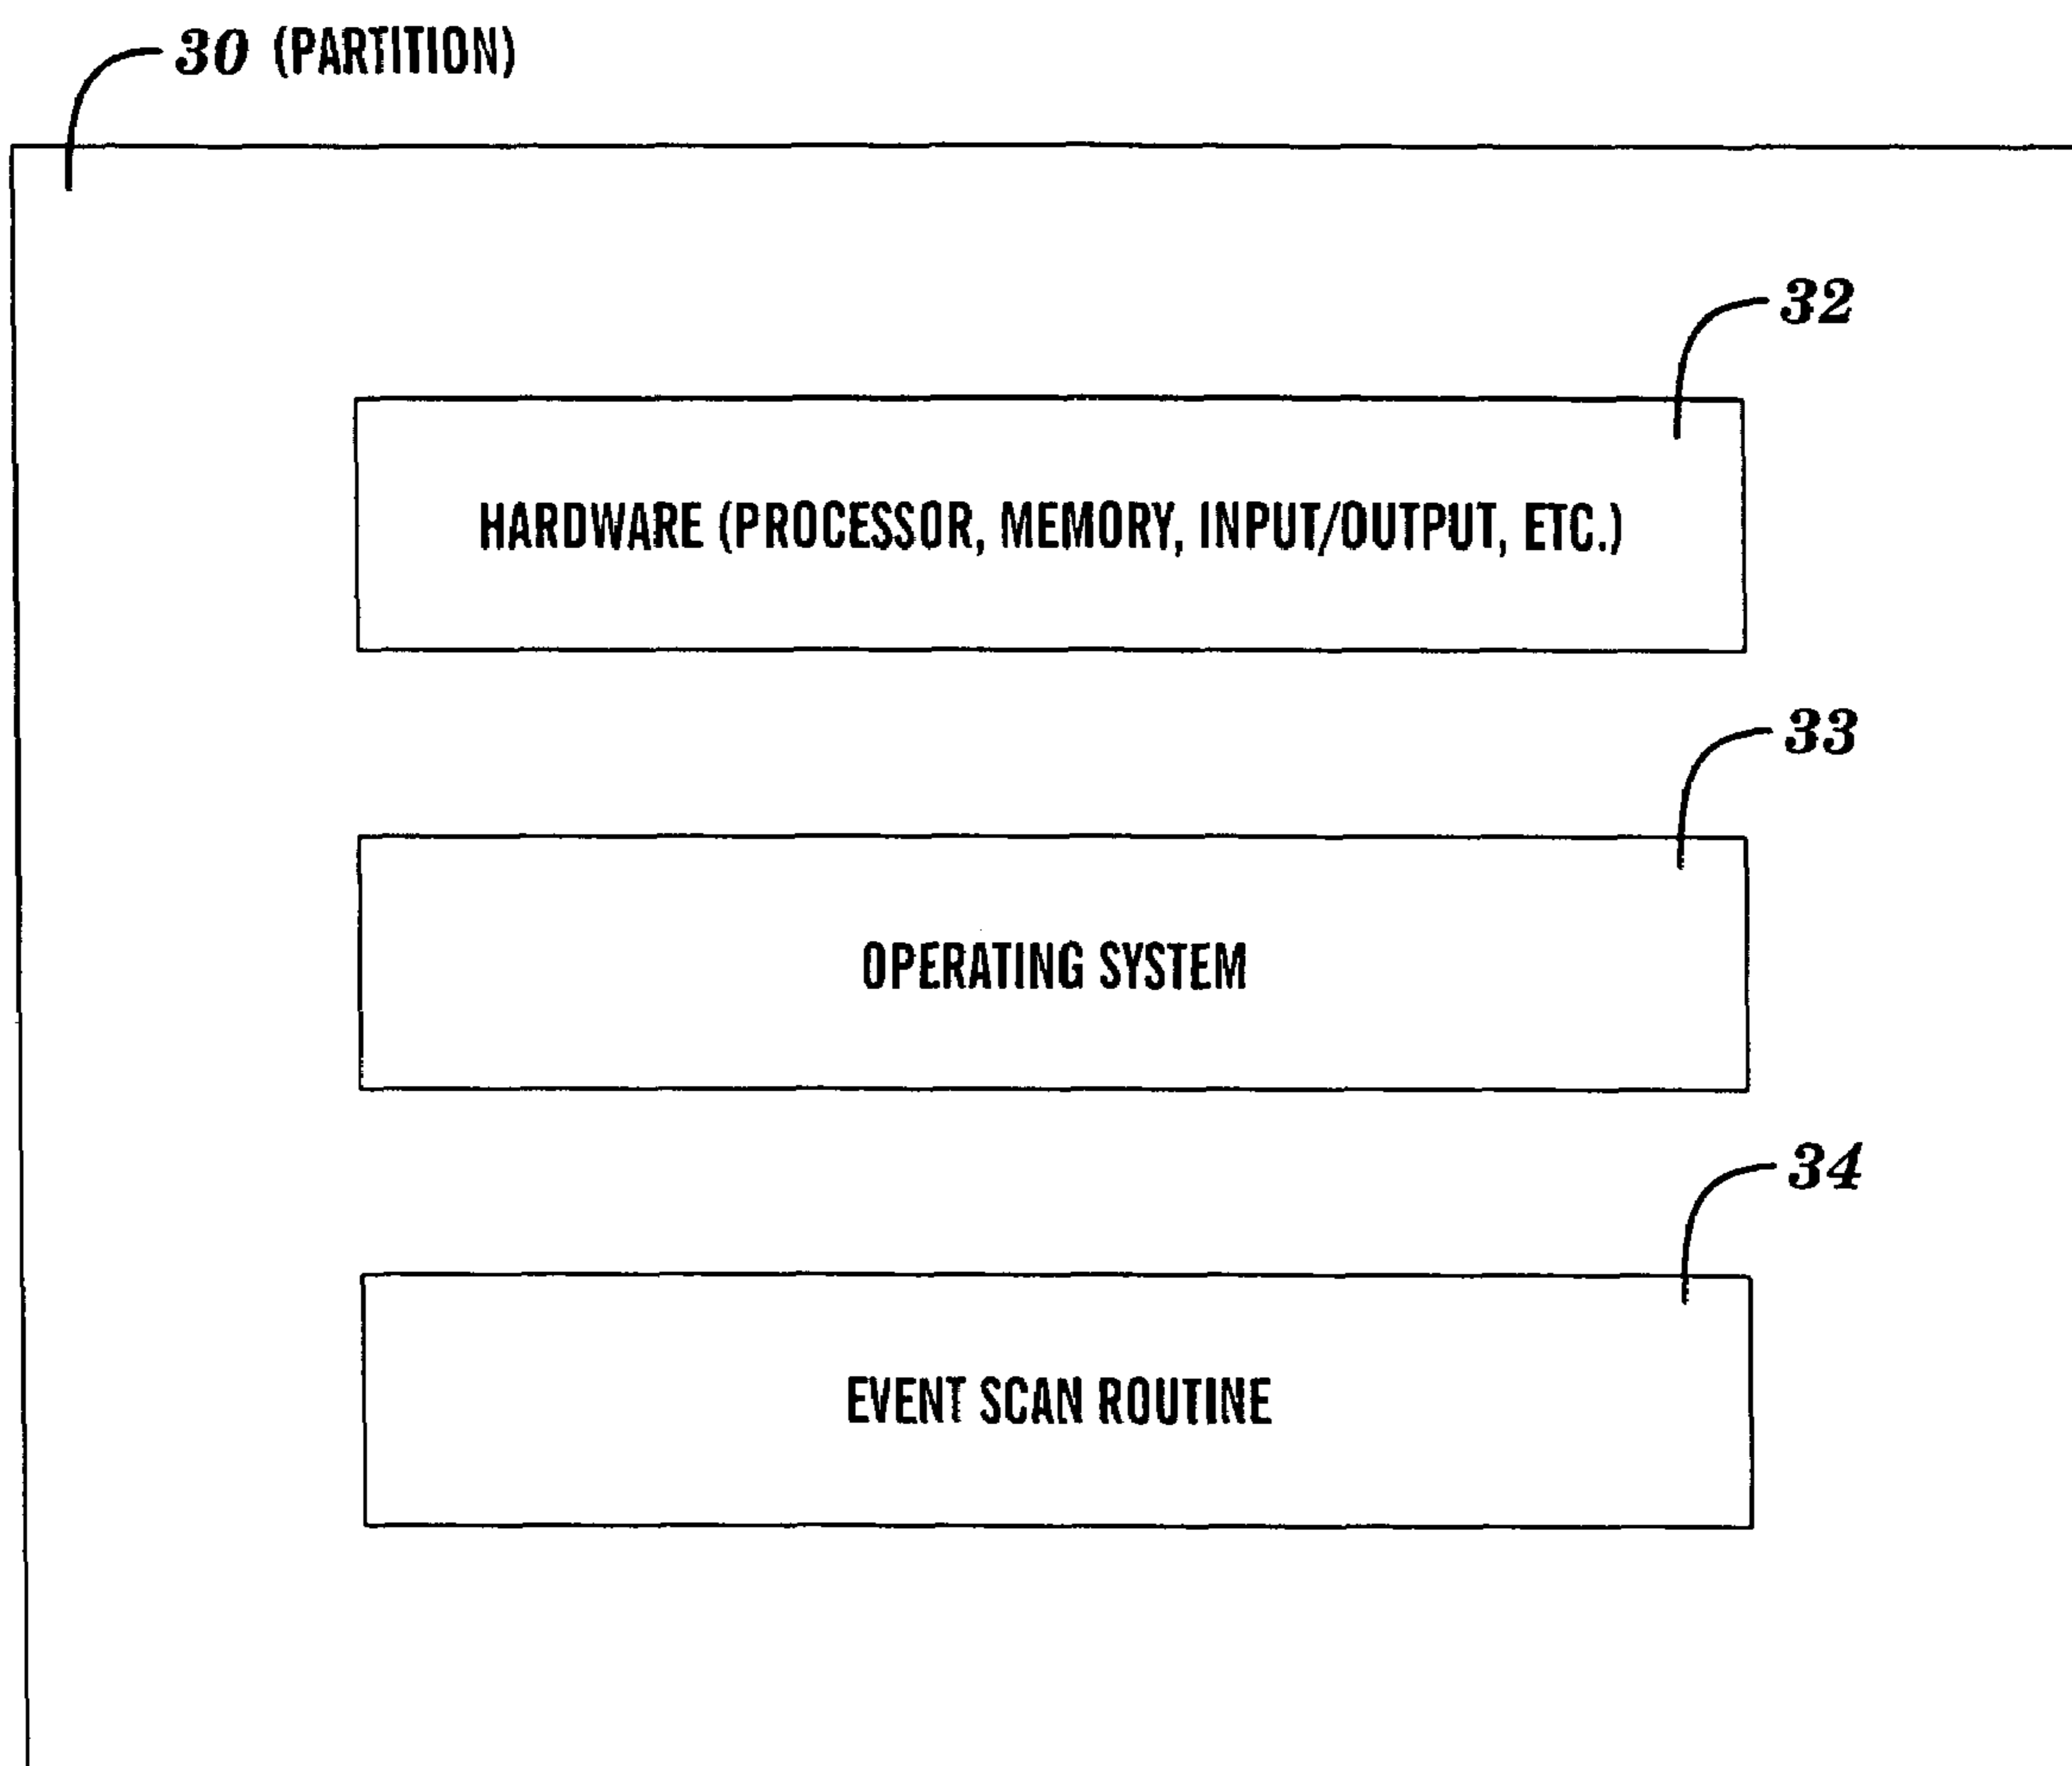 30 (PARTITION)
32
HARDWARE (PROCESSOR, MEMORY, INPUT/OUTPUT, ETC.)
33
OPERATING SYSTEM
34
EVENT SCAN ROUTINE